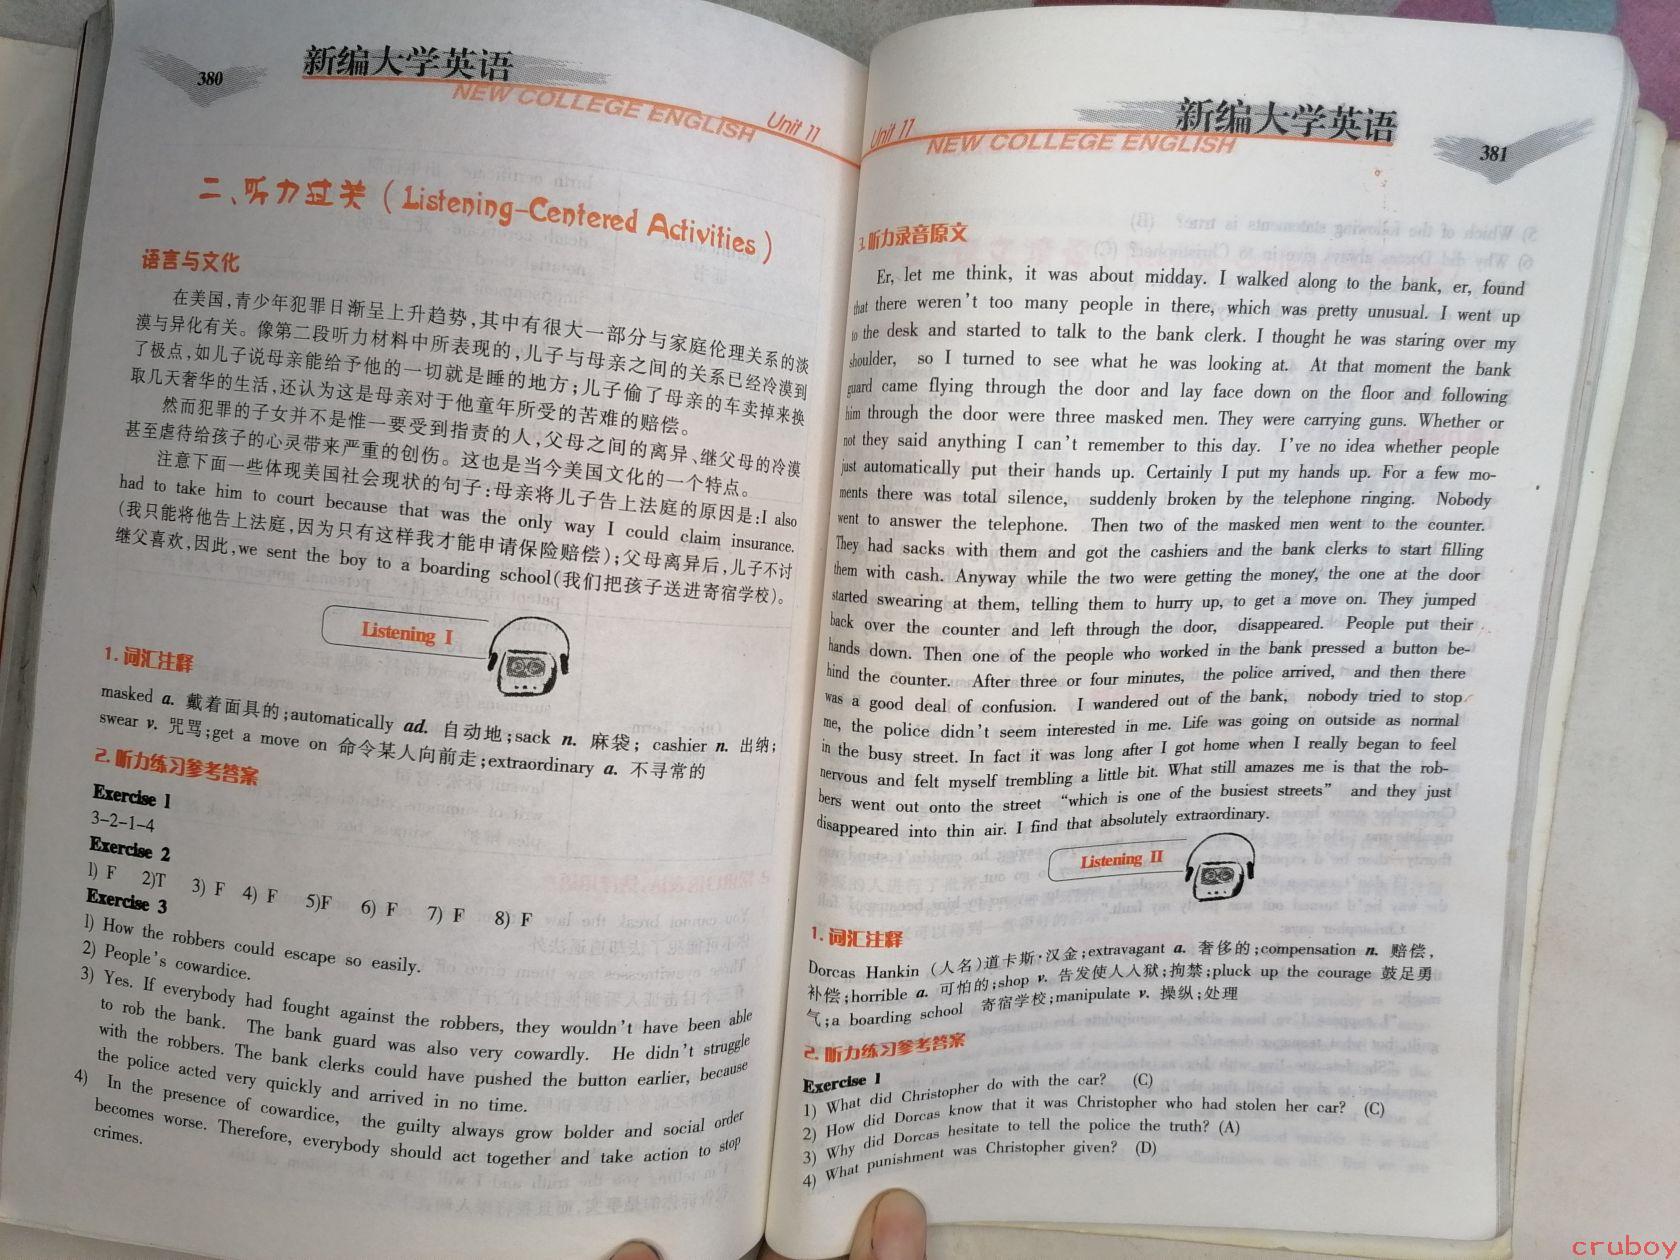 380
新编大学英语
NEW COLLEGE ENGLISH
Unit 11
二、听力过关(Listening-Centered Activities)
语言与文化
在美国,青少年犯罪日渐呈上升趋势,其中有很大一部分与家庭伦理关系的淡
漠与异化有关。像第二段听力材料中所表现的,儿子与母亲之间的关系已经冷漠到
了极点,如儿子说母亲能给予他的一切就是睡的地方;儿子偷了母亲的车卖掉来换
取几天奢华的生活,还认为这是母亲对于他童年所受的苦难的赔偿。
然而犯罪的子女并不是惟一要受到指责的人,父母之间的离异、继父母的冷漠
甚至虐待给孩子的心灵带来严重的创伤。这也是当今美国文化的一个特点。
注意下面一些体现美国社会现状的句子:母亲将儿子告上法庭的原因是:I also
had to take him to court because that was the only way I could claim insurance.
(我只能将他告上法庭,因为只有这样我才能申请保险赔偿);父母离异后,儿子不讨
继父喜欢,因此,we sent the boy to a boarding school(我们把孩子送进寄宿学校)。
Listening I
1. 词汇注释
masked a. 戴着面具的;automatically ad. 自动地;sack n. 麻袋; cashier n. 出纳;
swear v. 咒骂;get a move on 命令某人向前走;extraordinary a. 不寻常的
2. 听力练习参考答案
Exercise 1
3-2-1-4
Exercise 2
1) F 2)T 3) F 4) F 5)F 6) F 7) F 8) F
Exercise 3
1) How the robbers could escape so easily.
2) People's cowardice.
3) Yes. If everybody had fought against the robbers, they wouldn't have been able
to rob the bank. The bank guard was also very cowardly. He didn't struggle
with the robbers. The bank clerks could have pushed the button earlier, because
the police acted very quickly and arrived in no time.
4) In the presence of cowardice, the guilty always grow bolder and social order
becomes worse. Therefore, everybody should act together and take action to stop
crimes.
Unit 11
新编大学英语
NEW COLLEGE ENGLISH
381
3. 听力录音原文
Er, let me think, it was about midday. I walked along to the bank, er, found
that there weren't too many people in there, which was pretty unusual. I went up
to the desk and started to talk to the bank clerk. I thought he was staring over my
shoulder, so I turned to see what he was looking at. At that moment the bank
guard came flying through the door and lay face down on the floor and following
him through the door were three masked men. They were carrying guns. Whether or
not they said anything I can't remember to this day. I've no idea whether people
just automatically put their hands up. Certainly I put my hands up. For a few mo-
ments there was total silence, suddenly broken by the telephone ringing. Nobody
went to answer the telephone. Then two of the masked men went to the counter.
They had sacks with them and got the cashiers and the bank clerks to start filling
them with cash. Anyway while the two were getting the money, the one at the door
started swearing at them, telling them to hurry up, to get a move on. They jumped
back over the counter and left through the door, disappeared. People put their
hands down. Then one of the people who worked in the bank pressed a button be-
hind the counter. After three or four minutes, the police arrived, and then there
was a good deal of confusion. I wandered out of the bank, nobody tried to stop
me, the police didn't seem interested in me. Life was going on outside as normal
in the busy street. In fact it was long after I got home when I really began to feel
nervous and felt myself trembling a little bit. What still amazes me is that the rob-
bers went out onto the street "which is one of the busiest streets" and they just
disappeared into thin air. I find that absolutely extraordinary.
Listening II
1. 词汇注释
Dorcas Hankin (人名)道卡斯·汉金;extravagant a. 奢侈的;compensation n. 赔偿,
补偿;horrible a. 可怕的;shop v. 告发使人入狱;拘禁;pluck up the courage 鼓足勇
气;a boarding school 寄宿学校;manipulate v. 操纵;处理
2. 听力练习参考答案
Exercise 1
1) What did Christopher do with the car? (C)
2) How did Dorcas know that it was Christopher who had stolen her car? (C)
3) Why did Dorcas hesitate to tell the police the truth? (A)
4) What punishment was Christopher given? (D)
cruboy